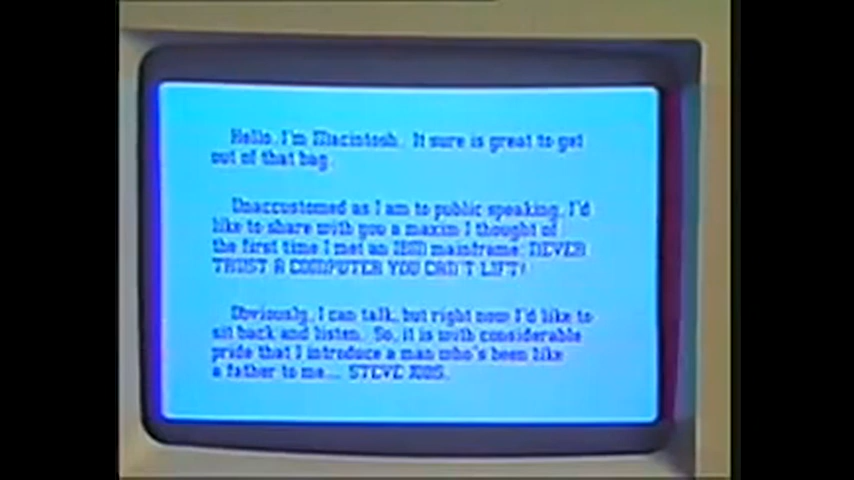 Hello, I'm Macintosh. It sure is great to get
out of that bag.
Unaccustomed as I am to public speaking, I'd
like to share with you a maxim I thought of
the first time I met an IBM mainframe: NEVER
TRUST A COMPUTER YOU CAN'T LIFT!
Obviously, I can talk, but right now I'd like to
sit back and listen. So, it is with considerable
pride that I introduce a man who's been like
a father to me... STEVE JOBS.